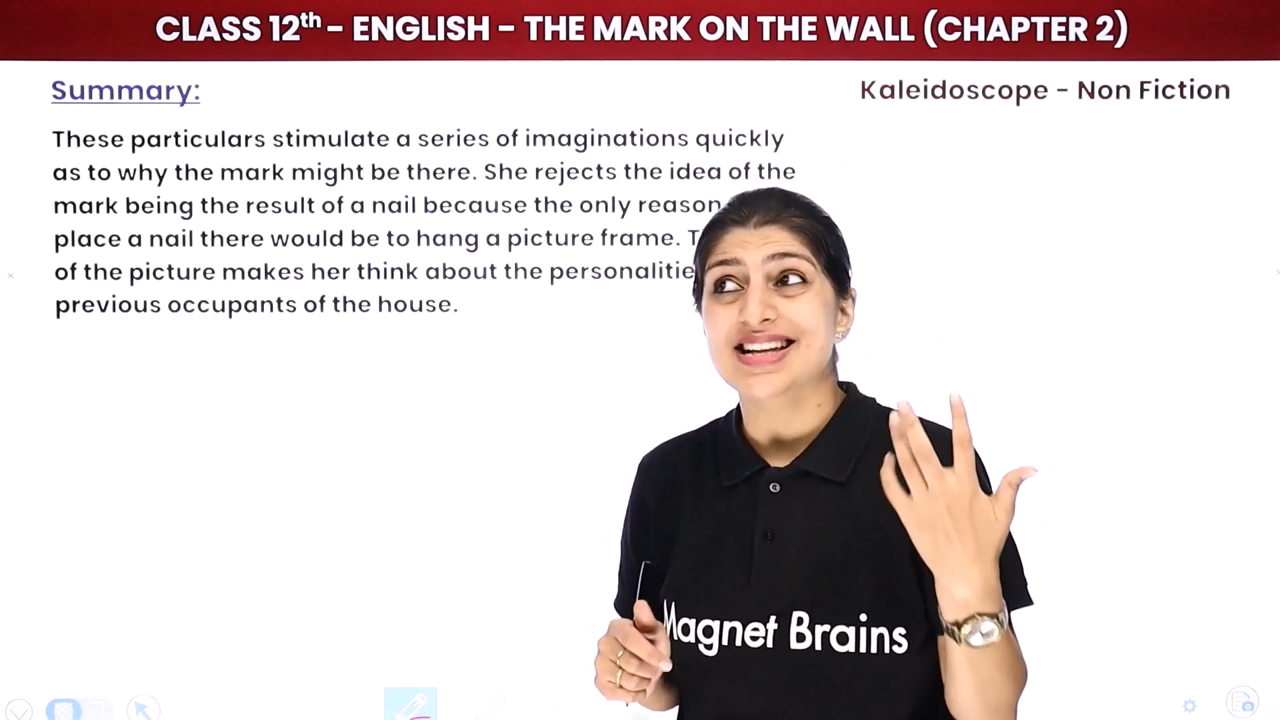 CLASS 12th - ENGLISH - THE MARK ON THE WALL (CHAPTER 2)
Summary:
Kaleidoscope - Non Fiction
These particulars stimulate a series of imaginations quickly
as to why the mark might be there. She rejects the idea of the
mark being the result of a nail because the only reason
place a nail there would be to hang a picture frame.
of the picture makes her think about the
previous occupants of the house.
Magnet Brains